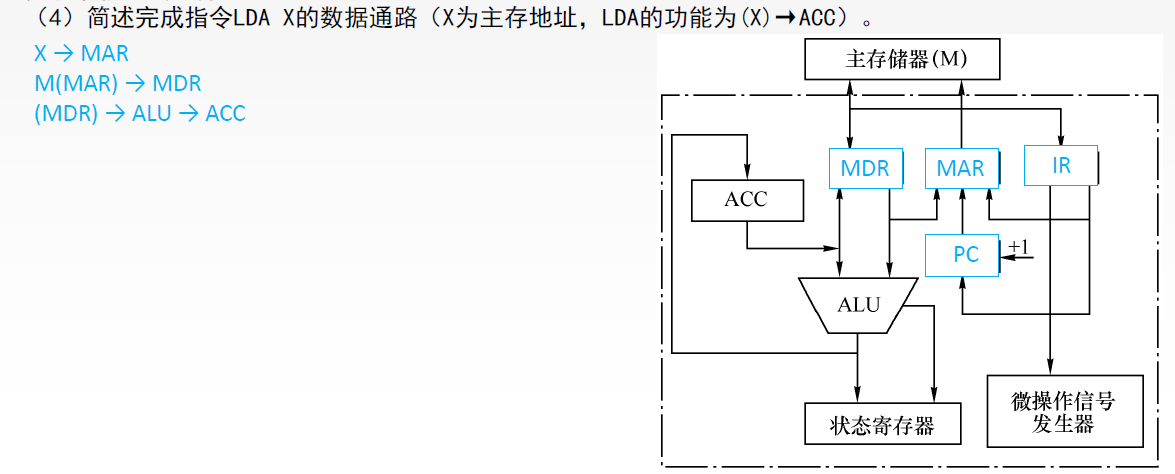 （4）简述完成指令LDA X的数据通路（X为主存地址，LDA的功能为(X)→ACC）。
X → MAR
M(MAR) → MDR
(MDR) → ALU → ACC
主存储器(M)
MDR
MAR
IR
ACC
PC
+1
ALU
微操作信号
发生器
状态寄存器